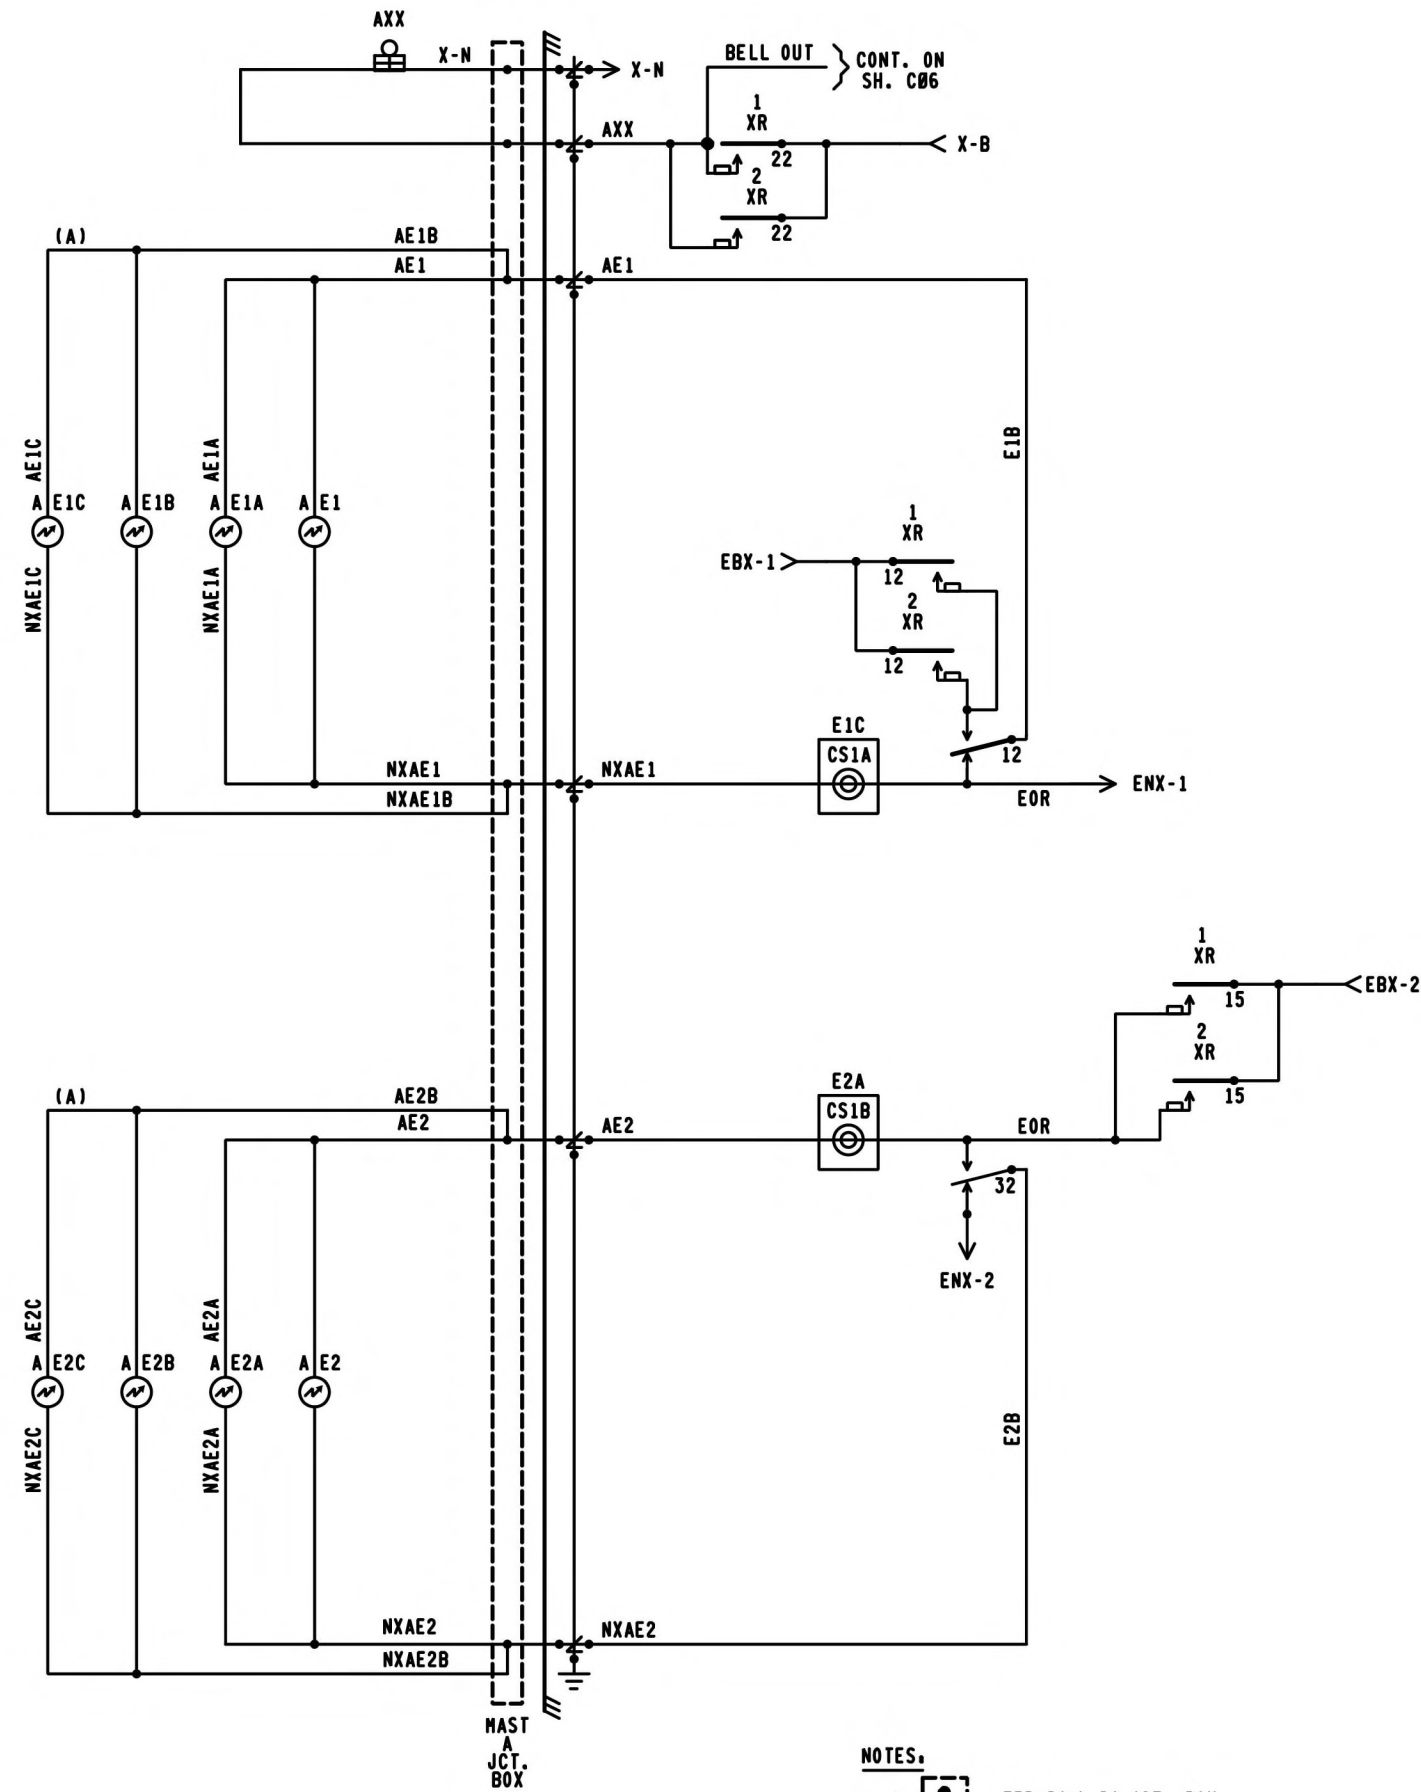 AXX
X-N
X-N
BELL OUT
CONT. ON
SH. CØ6
1
XR
22
AXX
X-B
2
XR
22
(A)
AE1B
AE1
AE1
AE1C
AE1A
E1B
A E1C
A E1B
A E1A
A E1
NXAE1C
NXAE1A
1
XR
EBX-1
12
2
XR
12
E1C
CS1A
12
NXAE1
NXAE1
NXAE1B
EOR
ENX-1
1
XR
EBX-2
15
2
XR
15
E2A
CS1B
(A)
AE2B
AE2
AE2
EOR
32
ENX-2
AE2C
AE2A
A E2C
A E2B
A E2A
A E2
NXAE2C
NXAE2A
E2B
NXAE2
NXAE2
NXAE2B
MAST
A
JCT.
BOX
NOTES: